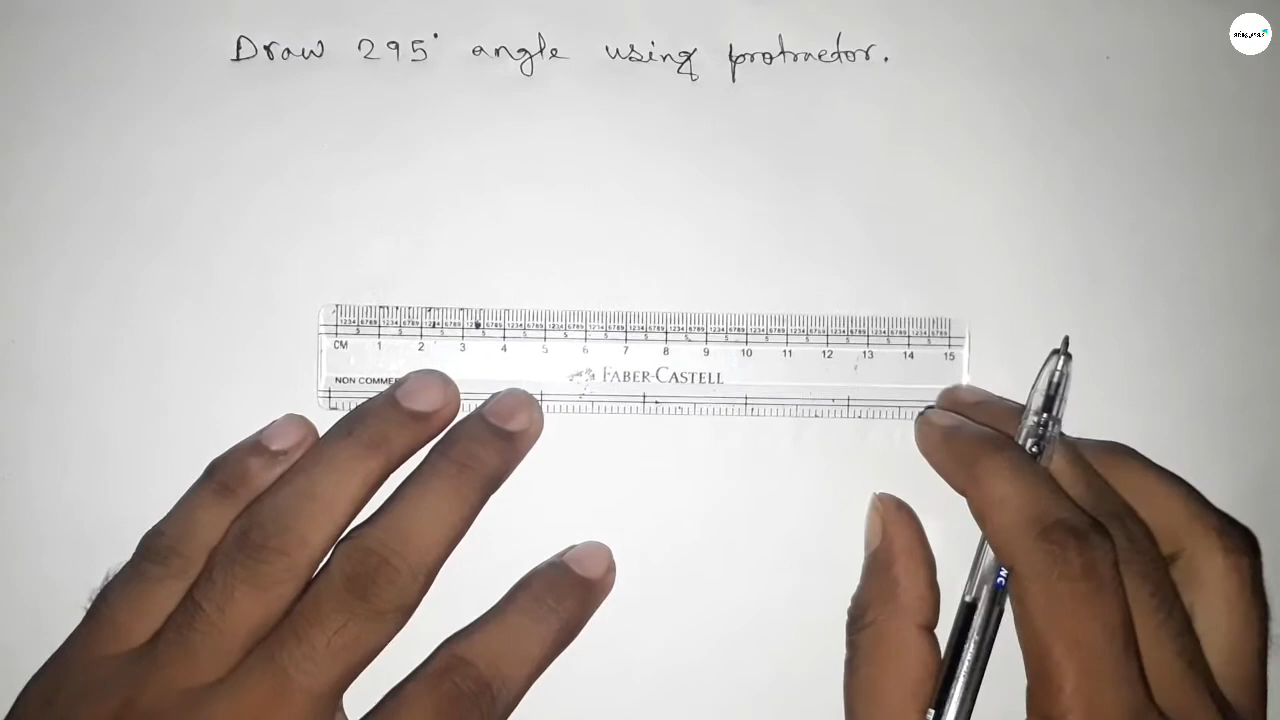 Draw 295° angle using protractor.
CM 1 2 3 4 5 6 7 8 9 10 11 12 13 14 15
FABER-CASTELL